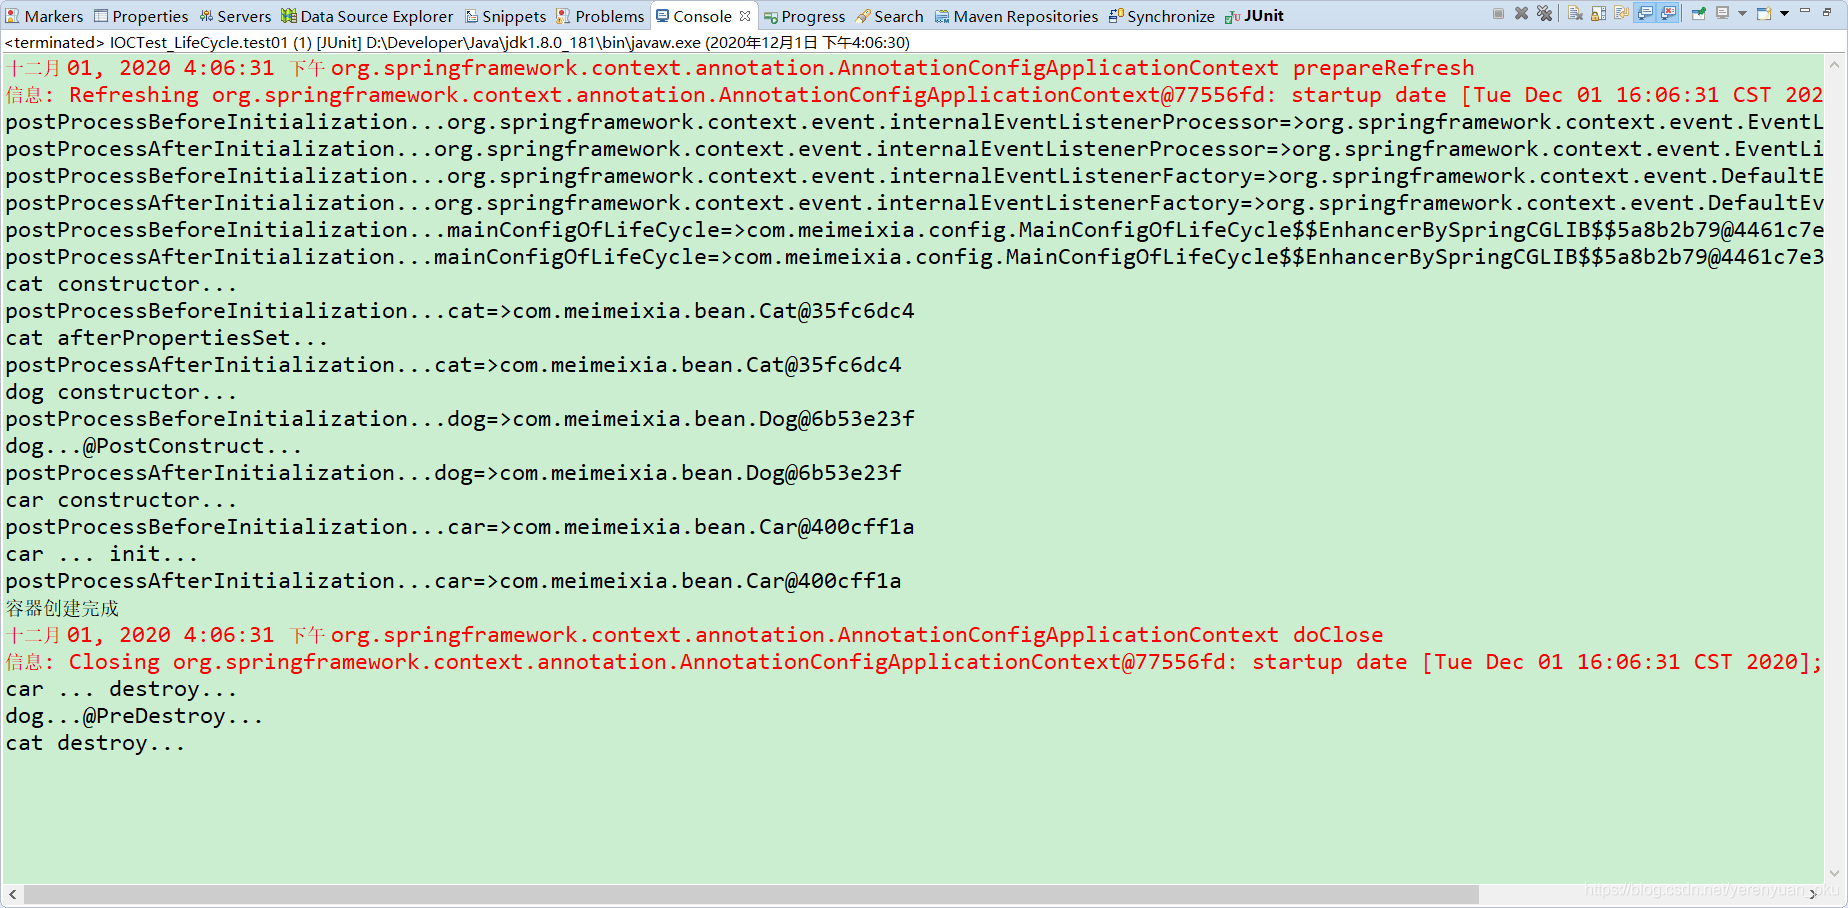 Markers Properties Servers Data Source Explorer Snippets Problems Console Progress Search Maven Repositories Synchronize JUnit
<terminated> IOCTest_LifeCycle.test01 (1) [JUnit] D:\Developer\Java\jdk1.8.0_181\bin\javaw.exe (2020年12月1日 下午4:06:30)
十二月 01, 2020 4:06:31 下午 org.springframework.context.annotation.AnnotationConfigApplicationContext prepareRefresh
信息: Refreshing org.springframework.context.annotation.AnnotationConfigApplicationContext@77556fd: startup date [Tue Dec 01 16:06:31 CST 202
postProcessBeforeInitialization...org.springframework.context.event.internalEventListenerProcessor=>org.springframework.context.event.EventL
postProcessAfterInitialization...org.springframework.context.event.internalEventListenerProcessor=>org.springframework.context.event.EventLi
postProcessBeforeInitialization...org.springframework.context.event.internalEventListenerFactory=>org.springframework.context.event.DefaultE
postProcessAfterInitialization...org.springframework.context.event.internalEventListenerFactory=>org.springframework.context.event.DefaultEv
postProcessBeforeInitialization...mainConfigOfLifeCycle=>com.meimeixia.config.MainConfigOfLifeCycle$$EnhancerBySpringCGLIB$$5a8b2b79@4461c7e
postProcessAfterInitialization...mainConfigOfLifeCycle=>com.meimeixia.config.MainConfigOfLifeCycle$$EnhancerBySpringCGLIB$$5a8b2b79@4461c7e3
cat constructor...
postProcessBeforeInitialization...cat=>com.meimeixia.bean.Cat@35fc6dc4
cat afterPropertiesSet...
postProcessAfterInitialization...cat=>com.meimeixia.bean.Cat@35fc6dc4
dog constructor...
postProcessBeforeInitialization...dog=>com.meimeixia.bean.Dog@6b53e23f
dog...@PostConstruct...
postProcessAfterInitialization...dog=>com.meimeixia.bean.Dog@6b53e23f
car constructor...
postProcessBeforeInitialization...car=>com.meimeixia.bean.Car@400cff1a
car ... init...
postProcessAfterInitialization...car=>com.meimeixia.bean.Car@400cff1a
容器创建完成
十二月 01, 2020 4:06:31 下午 org.springframework.context.annotation.AnnotationConfigApplicationContext doClose
信息: Closing org.springframework.context.annotation.AnnotationConfigApplicationContext@77556fd: startup date [Tue Dec 01 16:06:31 CST 2020];
car ... destroy...
dog...@PreDestroy...
cat destroy...
https://blog.csdn.net/yerenyuan_pku